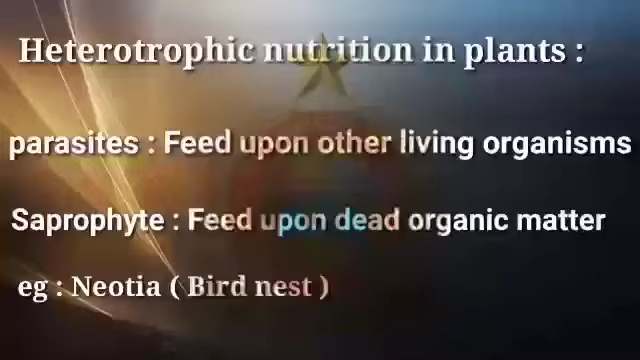 Heterotrophic nutrition in plants :
parasites : Feed upon other living organisms
Saprophyte : Feed upon dead organic matter
eg : Neotia ( Bird nest )